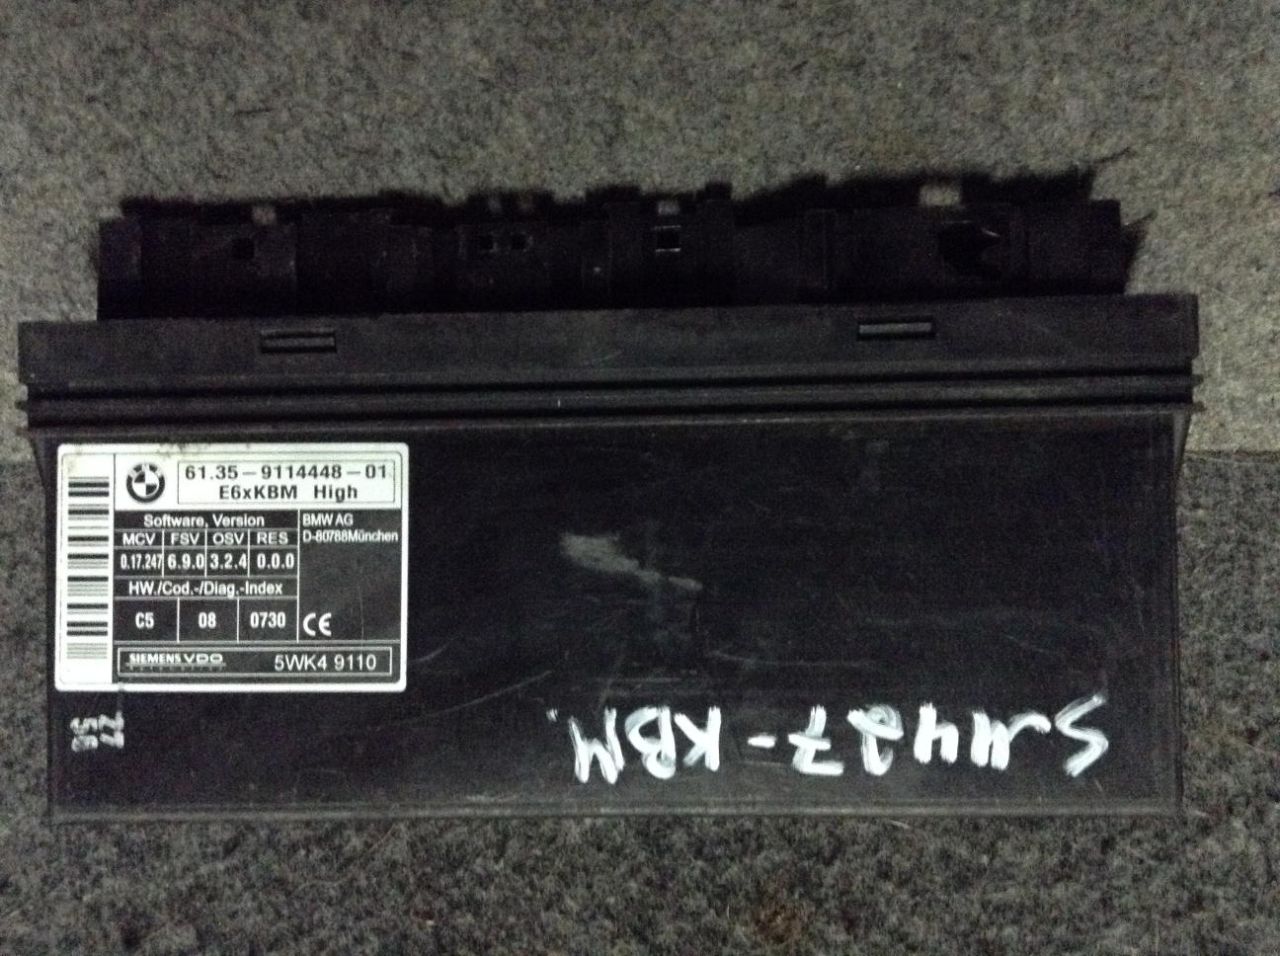 61.35-9114448-01
E6xKBM High
Software, Version
MCV FSV OSV RES
0.17.247 6.9.0 3.2.4 0.0.0
HW./Cod.-/Diag.-Index
C5 08 0730
BMW AG
D-80788 München
CE
SIEMENS VDO
5WK4 9110
KBM